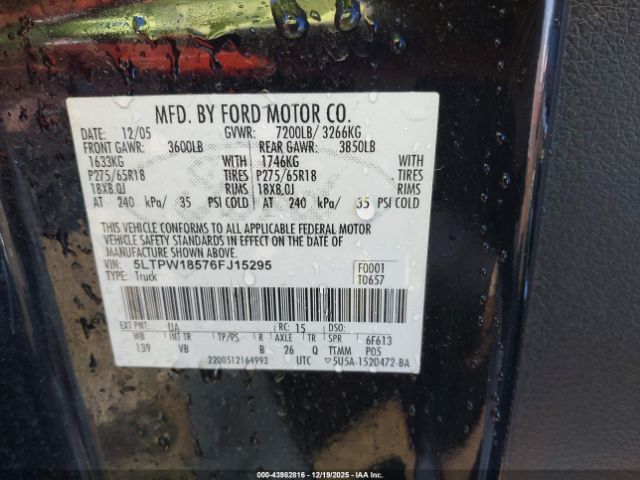 MFD. BY FORD MOTOR CO.
DATE: 12/05 GVWR: 7200LB/3266KG
FRONT GAWR: 3600LB REAR GAWR: 3850LB
1633KG WITH 1746KG WITH
P275/65R18 TIRES P275/65R18 TIRES
18X8.0J RIMS 18X8.0J RIMS
AT 240 kPa/ 35 PSI COLD AT 240 kPa/ 35 PSI COLD
THIS VEHICLE CONFORMS TO ALL APPLICABLE FEDERAL MOTOR
VEHICLE SAFETY STANDARDS IN EFFECT ON THE DATE OF
MANUFACTURE SHOWN ABOVE.
VIN: 5LTPW18576FJ15295 F0001
TYPE: Truck T0657
EXT PNT: UA RC: 15 DSO:
WB INT TR TP/PS R AXLE TR SPR 6F613
139 VB B 26 Q TTMM P05
2200512164993 UTC 5USA-1520472-BA
000-43982816 - 12/19/2025 - IAA Inc.